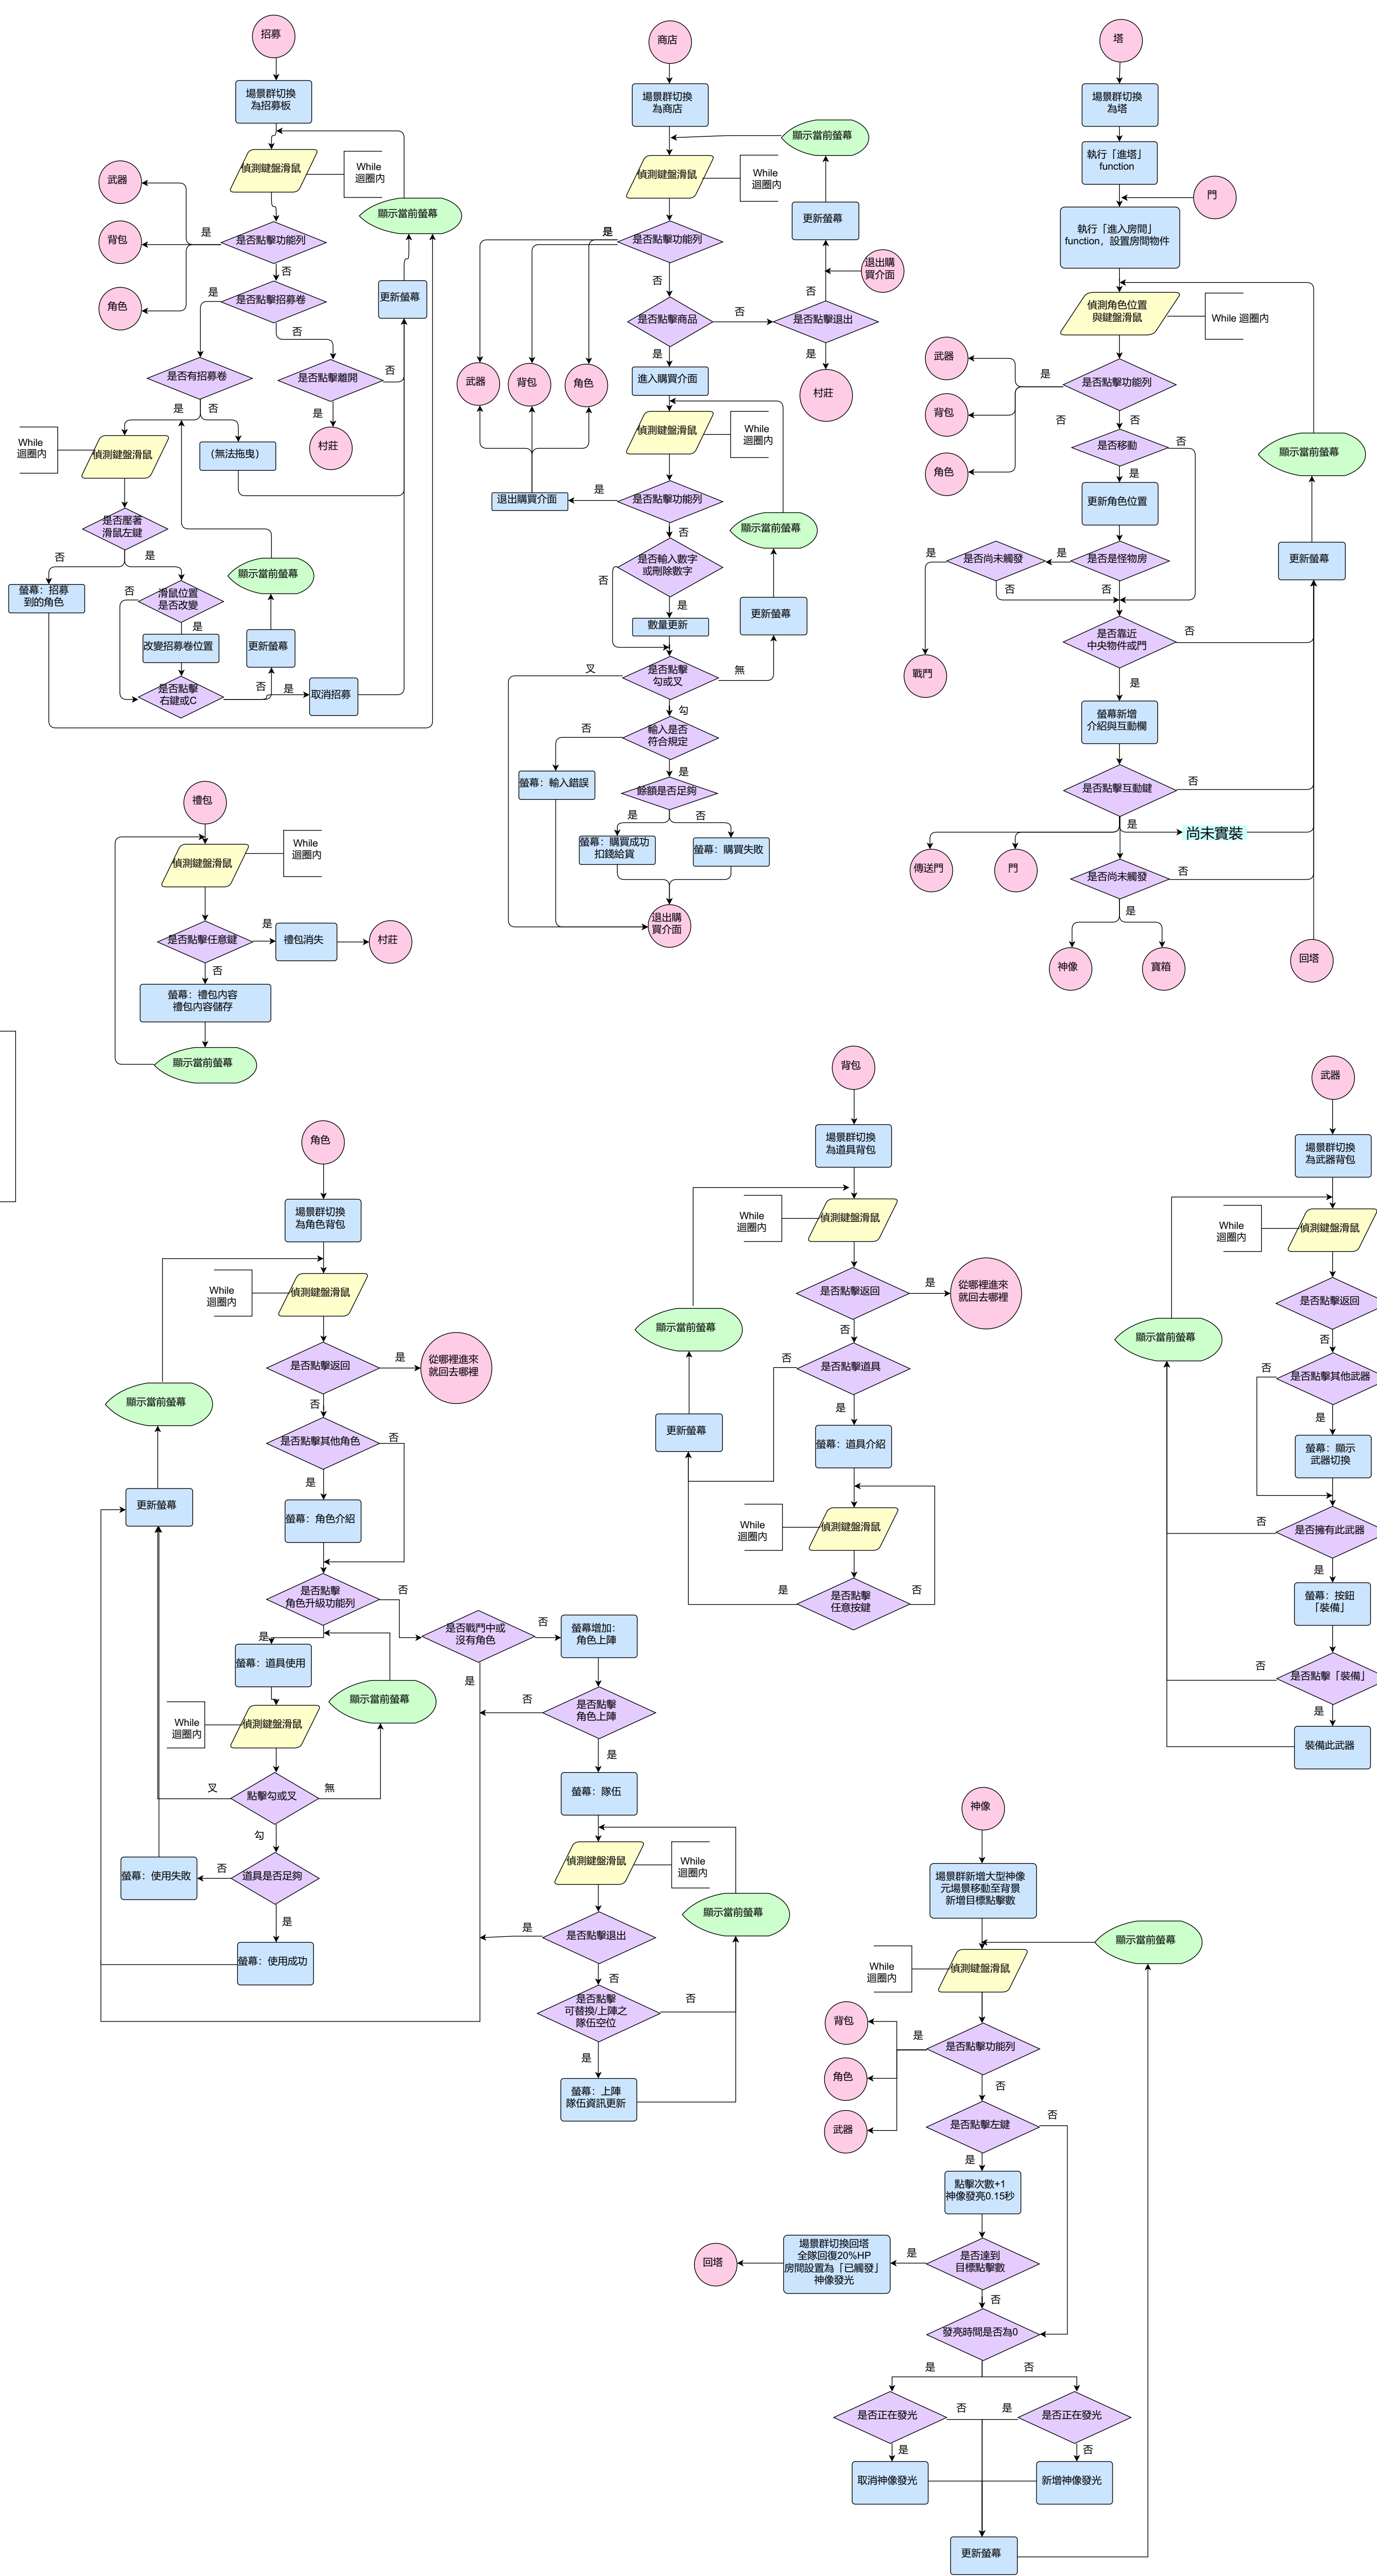 招募
場景群切換
為招募板
偵測鍵盤滑鼠
While
迴圈內
顯示當前螢幕
武器
背包
角色
是
是否點擊功能列
否
是否點擊招募卷
是
否
更新螢幕
是否有招募卷
是否點擊離開
否
是
否
是
村莊
While
迴圈內
偵測鍵盤滑鼠
(無法拖曳)
是否壓著
滑鼠左鍵
否
是
螢幕：招募
到的角色
滑鼠位置
是否改變
否
是
改變招募卷位置
顯示當前螢幕
更新螢幕
是否點擊
右鍵或C
否
是
取消招募
商店
場景群切換
為商店
顯示當前螢幕
偵測鍵盤滑鼠
While
迴圈內
更新螢幕
是
是否點擊功能列
退出購
買介面
否
否
是否點擊商品
否
是否點擊退出
是
是
武器
背包
角色
進入購買介面
村莊
偵測鍵盤滑鼠
While
迴圈內
退出購買介面
是
是否點擊功能列
否
顯示當前螢幕
是否輸入數字
或刪除數字
否
是
數量更新
更新螢幕
叉
是否點擊
勾或叉
無
勾
否
輸入是否
符合規定
是
螢幕：輸入錯誤
餘額是否足夠
是
否
螢幕：購買成功
扣錢給貨
螢幕：購買失敗
退出購
買介面
塔
場景群切換
為塔
執行「進塔」
function
門
執行「進入房間」
function，設置房間物件
偵測角色位置
與鍵盤滑鼠
While 迴圈內
武器
背包
角色
是
是否點擊功能列
否
否
是否移動
否
是
顯示當前螢幕
更新角色位置
是
是否尚未觸發
是
是否是怪物房
否
否
更新螢幕
戰鬥
是否靠近
中央物件或門
否
是
螢幕新增
介紹與互動欄
是否點擊互動鍵
否
是
尚未實裝
傳送門
門
是否尚未觸發
否
是
神像
寶箱
回塔
禮包
偵測鍵盤滑鼠
While
迴圈內
是否點擊任意鍵
是
禮包消失
村莊
否
螢幕：禮包內容
禮包內容儲存
顯示當前螢幕
角色
場景群切換
為角色背包
While
迴圈內
偵測鍵盤滑鼠
是否點擊返回
是
從哪裡進來
就回去哪裡
否
顯示當前螢幕
是否點擊其他角色
否
是
更新螢幕
螢幕：角色介紹
是否點擊
角色升級功能列
否
是
螢幕：道具使用
顯示當前螢幕
While
迴圈內
偵測鍵盤滑鼠
叉
點擊勾或叉
無
勾
螢幕：使用失敗
否
道具是否足夠
是
螢幕：使用成功
是否戰鬥中或
沒有角色
否
螢幕增加：
角色上陣
是
否
是否點擊
角色上陣
是
螢幕：隊伍
偵測鍵盤滑鼠
While
迴圈內
顯示當前螢幕
是
是否點擊退出
否
是否點擊
可替換/上陣之
隊伍空位
否
是
螢幕：上陣
隊伍資訊更新
背包
場景群切換
為道具背包
While
迴圈內
偵測鍵盤滑鼠
是否點擊返回
是
從哪裡進來
就回去哪裡
否
顯示當前螢幕
否
是否點擊道具
是
更新螢幕
螢幕：道具介紹
While
迴圈內
偵測鍵盤滑鼠
是
是否點擊
任意按鍵
否
武器
場景群切換
為武器背包
While
迴圈內
偵測鍵盤滑鼠
是否點擊返回
否
顯示當前螢幕
否
是否點擊其他武器
是
螢幕：顯示
武器切換
否
是否擁有此武器
是
螢幕：按鈕
「裝備」
否
是否點擊「裝備」
是
裝備此武器
神像
場景群新增大型神像
元場景移動至背景
新增目標點擊數
顯示當前螢幕
While
迴圈內
偵測鍵盤滑鼠
背包
角色
武器
是
是否點擊功能列
否
是否點擊左鍵
否
是
點擊次數+1
神像發亮0.15秒
回塔
場景群切換回塔
全隊回復20%HP
房間設置為「已觸發」
神像發光
是
是否達到
目標點擊數
否
發亮時間是否為0
是
否
是否正在發光
否
是
是否正在發光
是
否
取消神像發光
新增神像發光
更新螢幕